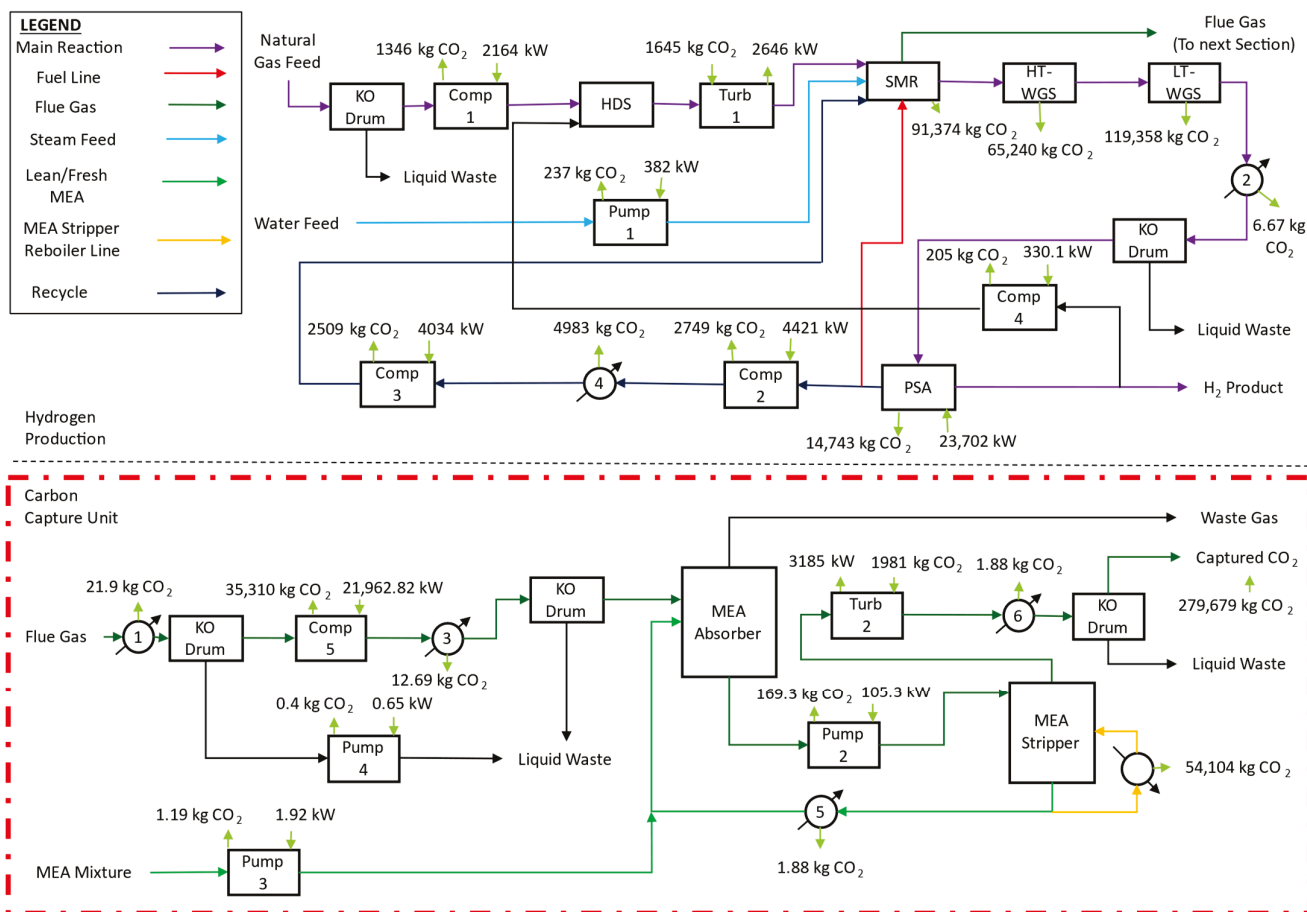 LEGEND
Main Reaction
Fuel Line
Flue Gas
Steam Feed
Lean/Fresh
MEA
MEA Stripper
Reboiler Line
Recycle
Natural
Gas Feed
KO
Drum
Liquid Waste
1346 kg CO2
2164 kW
Comp
1
HDS
1645 kg CO2
2646 kW
Turb
1
SMR
91,374 kg CO2
Flue Gas
(To next Section)
HT-
WGS
65,240 kg CO2
LT-
WGS
119,358 kg CO2
2
6.67 kg
CO2
KO
Drum
Liquid Waste
Water Feed
237 kg CO2
382 kW
Pump
1
205 kg CO2
330.1 kW
Comp
4
2509 kg CO2
4034 kW
Comp
3
4983 kg CO2
4
2749 kg CO2
4421 kW
Comp
2
PSA
14,743 kg CO2
23,702 kW
H2 Product
Hydrogen
Production
Carbon
Capture Unit
Flue Gas
21.9 kg CO2
1
KO
Drum
35,310 kg CO2
21,962.82 kW
Comp
5
3
12.69 kg CO2
KO
Drum
Liquid Waste
0.4 kg CO2
0.65 kW
Pump
4
MEA
Absorber
Waste Gas
3185 kW
1981 kg CO2
Turb
2
1.88 kg CO2
6
KO
Drum
Captured CO2
279,679 kg CO2
Liquid Waste
169.3 kg CO2
105.3 kW
Pump
2
MEA
Stripper
54,104 kg CO2
5
1.88 kg CO2
MEA Mixture
1.19 kg CO2
1.92 kW
Pump
3